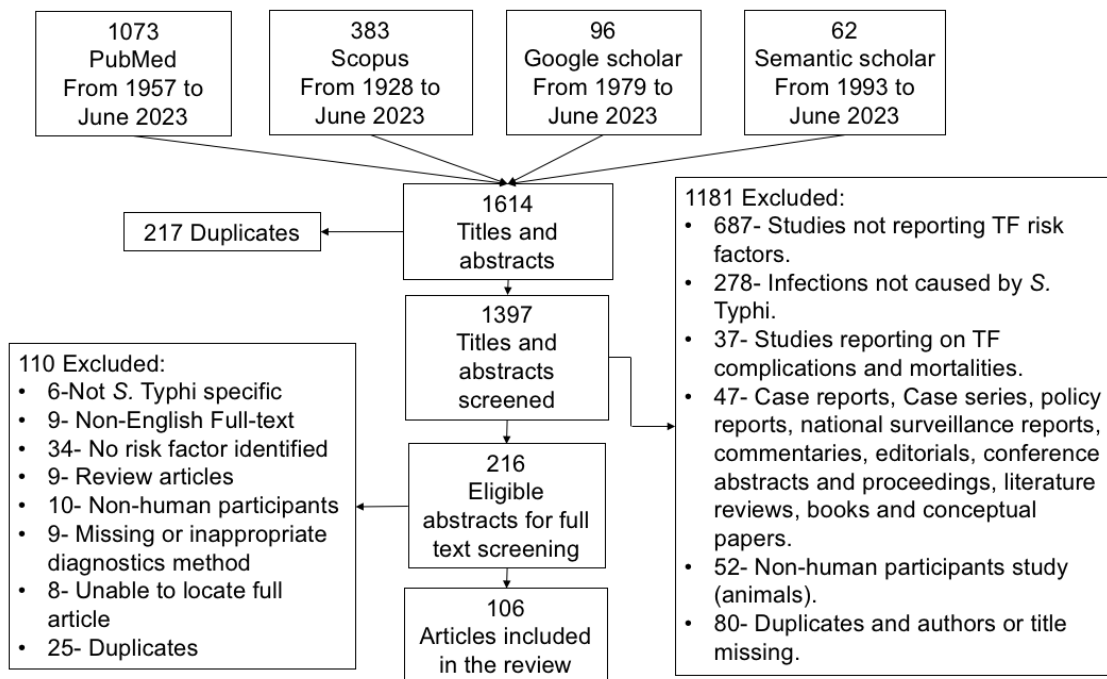 1073
PubMed
From 1957 to
June 2023
383
Scopus
From 1928 to
June 2023
96
Google scholar
From 1979 to
June 2023
62
Semantic scholar
From 1993 to
June 2023
1614
Titles and
abstracts
217 Duplicates
1397
Titles and
abstracts
screened
1181 Excluded:
• 687- Studies not reporting TF risk
factors.
• 278- Infections not caused by S.
Typhi.
• 37- Studies reporting on TF
complications and mortalities.
• 47- Case reports, Case series, policy
reports, national surveillance reports,
commentaries, editorials, conference
abstracts and proceedings, literature
reviews, books and conceptual
papers.
• 52- Non-human participants study
(animals).
• 80- Duplicates and authors or title
missing.
110 Excluded:
• 6-Not S. Typhi specific
• 9- Non-English Full-text
• 34- No risk factor identified
• 9- Review articles
• 10- Non-human participants
• 9- Missing or inappropriate
diagnostics method
• 8- Unable to locate full
article
• 25- Duplicates
216
Eligible
abstracts for full
text screening
106
Articles included
in the review